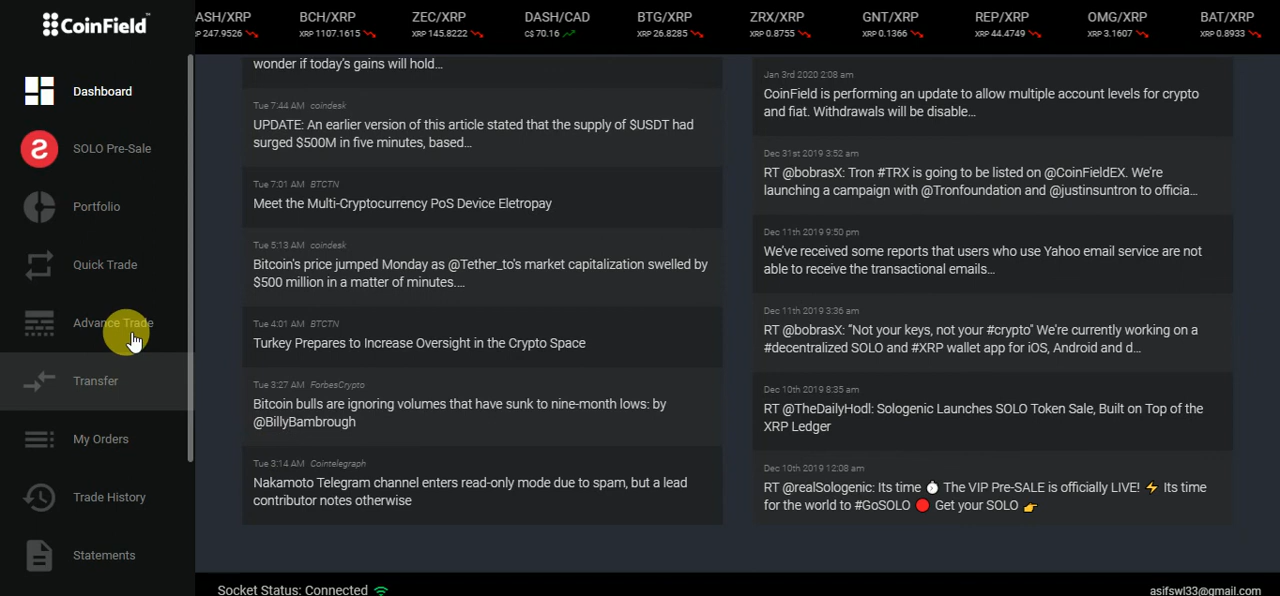 CoinField
ASH/XRP
P 247.9526
BCH/XRP
XRP 1107.1615
ZEC/XRP
XRP 145.8222
DASH/CAD
C$ 70.16
BTG/XRP
XRP 26.8285
ZRX/XRP
XRP 0.8755
GNT/XRP
XRP 0.1366
REP/XRP
XRP 44.4749
OMG/XRP
XRP 3.1607
BAT/XRP
XRP 0.8933
Dashboard
SOLO Pre-Sale
Portfolio
Quick Trade
Advance Trade
Transfer
My Orders
Trade History
Statements
wonder if today's gains will hold...
Tue 7:44 AM coindesk
UPDATE: An earlier version of this article stated that the supply of $USDT had
surged $500M in five minutes, based...
Tue 7:01 AM BTCTN
Meet the Multi-Cryptocurrency PoS Device Eletropay
Tue 5:13 AM coindesk
Bitcoin's price jumped Monday as @Tether_to's market capitalization swelled by
$500 million in a matter of minutes....
Tue 4:01 AM BTCTN
Turkey Prepares to Increase Oversight in the Crypto Space
Tue 3:27 AM ForbesCrypto
Bitcoin bulls are ignoring volumes that have sunk to nine-month lows: by
@BillyBambrough
Tue 3:14 AM Cointelegraph
Nakamoto Telegram channel enters read-only mode due to spam, but a lead
contributor notes otherwise
Jan 3rd 2020 2:08 am
CoinField is performing an update to allow multiple account levels for crypto
and fiat. Withdrawals will be disable...
Dec 31st 2019 3:52 am
RT @bobrasX: Tron #TRX is going to be listed on @CoinFieldEX. We're
launching a campaign with @Tronfoundation and @justinsuntron to officia...
Dec 11th 2019 9:50 pm
We've received some reports that users who use Yahoo email service are not
able to receive the transactional emails...
Dec 11th 2019 3:36 am
RT @bobrasX: "Not your keys, not your #crypto" We're currently working on a
#decentralized SOLO and #XRP wallet app for iOS, Android and d...
Dec 10th 2019 8:35 am
RT @TheDailyHodl: Sologenic Launches SOLO Token Sale, Built on Top of the
XRP Ledger
Dec 10th 2019 12:08 am
RT @realSologenic: Its time ⏱ The VIP Pre-SALE is officially LIVE! ⚡ Its time
for the world to #GoSOLO 🔴 Get your SOLO 👉
Socket Status: Connected
asifswl33@gmail.com